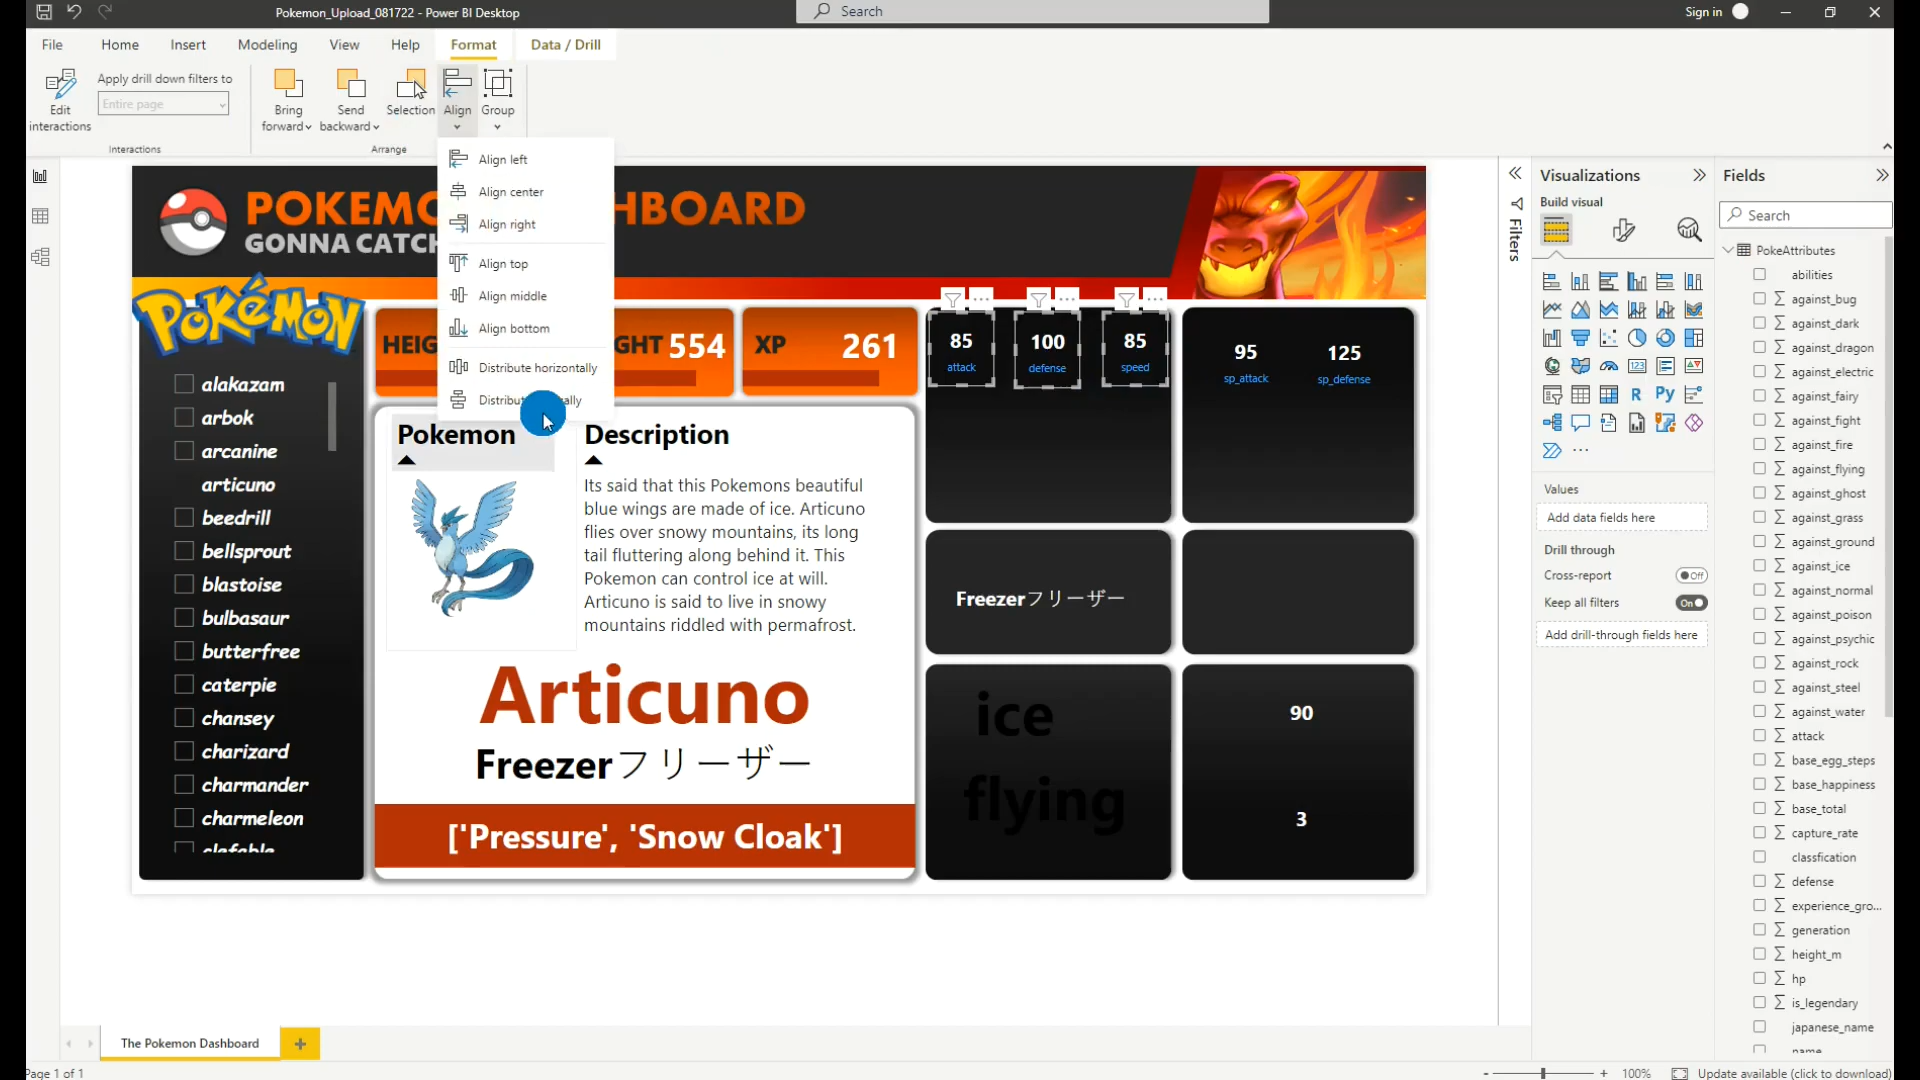 Pokemon_Upload_081722 - Power BI Desktop
Search
Sign in
File Home Insert Modeling View Help Format Data / Drill
Edit interactions
Apply drill down filters to
Entire page
Interactions
Bring forward
Send backward
Selection
Align
Group
Arrange
Align left
Align center
Align right
Align top
Align middle
Align bottom
Distribute horizontally
GONNA
Pokémon
alakazam
arbok
arcanine
articuno
beedrill
bellsprout
blastoise
bulbasaur
butterfree
caterpie
chansey
charizard
charmander
charmeleon
clefable
554
XP 261
Pokemon
Description
Its said that this Pokemons beautiful
blue wings are made of ice. Articuno
flies over snowy mountains, its long
tail fluttering along behind it. This
Pokemon can control ice at will.
Articuno is said to live in snowy
mountains riddled with permafrost.
Articuno
Freezerフリーザー
['Pressure', 'Snow Cloak']
85
attack
100
defense
85
speed
95
sp_attack
125
sp_defense
Freezerフリーザー
ice
flying
90
3
Filters
Visualizations
Build visual
R Py
Values
Add data fields here
Drill through
Cross-report
Off
Keep all filters
On
Add drill-through fields here
Fields
Search
PokeAttributes
abilities
against_bug
against_dark
against_dragon
against_electric
against_fairy
against_fight
against_fire
against_flying
against_ghost
against_grass
against_ground
against_ice
against_normal
against_poison
against_psychic
against_rock
against_steel
against_water
attack
base_egg_steps
base_happiness
base_total
capture_rate
classfication
defense
experience_gro...
generation
height_m
hp
is_legendary
japanese_name
name
The Pokemon Dashboard
Page 1 of 1
100%
Update available (click to download)